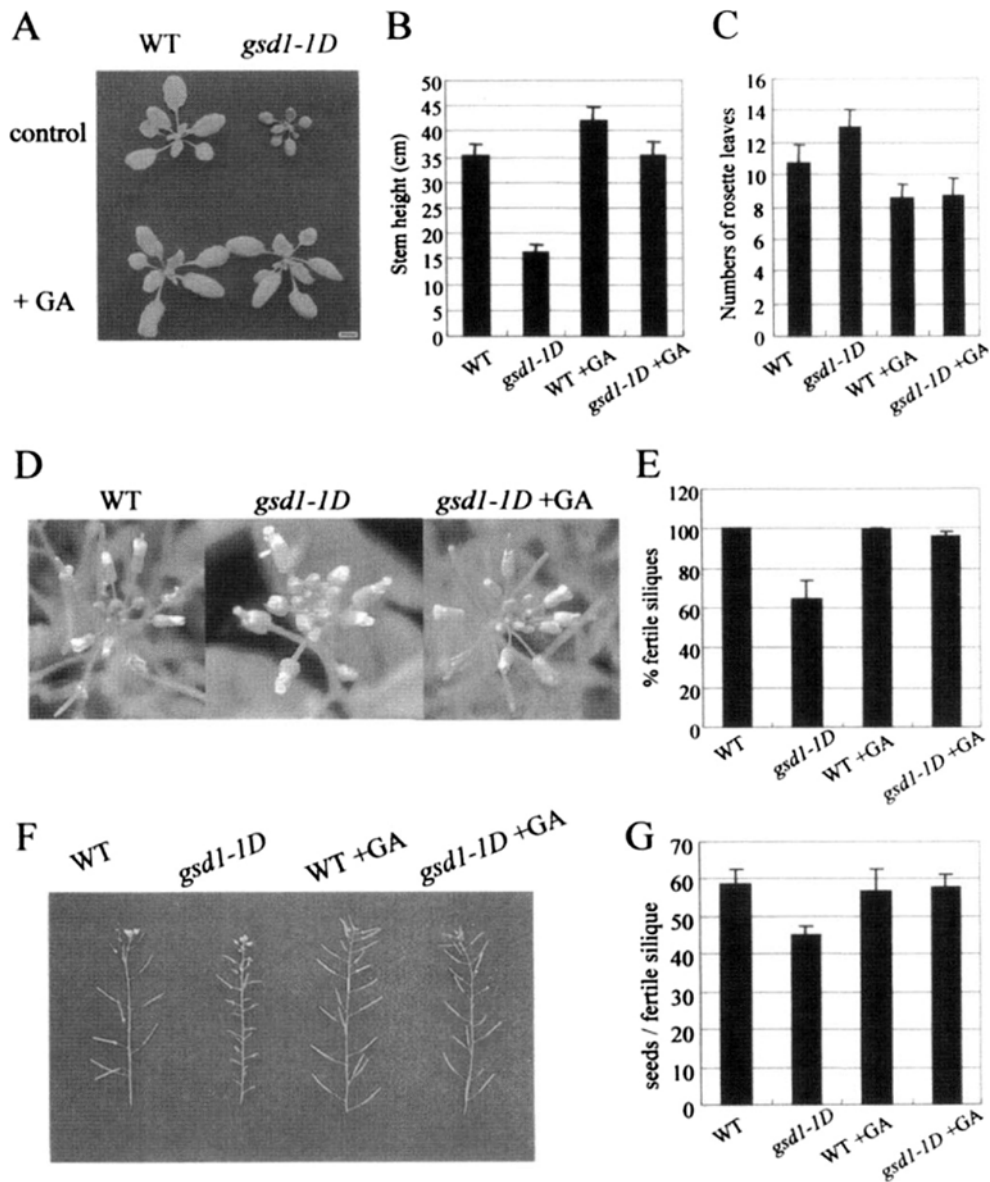 A
WT gsd1-1D
control
+ GA
B
Stem height (cm)
50
45
40
35
30
25
20
15
10
5
0
WT
gsd1-1D
WT +GA
gsd1-1D +GA
C
Numbers of rosette leaves
16
14
12
10
8
6
4
2
0
WT
gsd1-1D
WT +GA
gsd1-1D +GA
D
WT gsd1-1D gsd1-1D +GA
E
% fertile siliques
120
100
80
60
40
20
0
WT
gsd1-1D
WT +GA
gsd1-1D +GA
F
WT gsd1-1D WT +GA gsd1-1D +GA
G
seeds / fertile silique
70
60
50
40
30
20
10
0
WT
gsd1-1D
WT +GA
gsd1-1D +GA